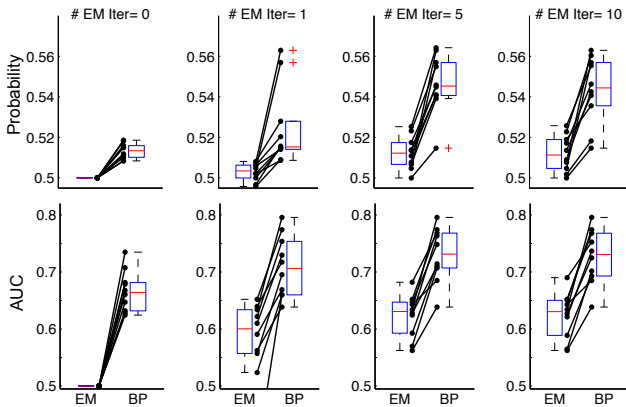 # EM Iter= 0 # EM Iter= 1 # EM Iter= 5 # EM Iter= 10
Probability
0.56 0.56 0.56 0.56
0.54 0.54 0.54 0.54
0.52 0.52 0.52 0.52
0.5 0.5 0.5 0.5
AUC
0.8 0.8 0.8 0.8
0.7 0.7 0.7 0.7
0.6 0.6 0.6 0.6
0.5 0.5 0.5 0.5
EM BP EM BP EM BP EM BP